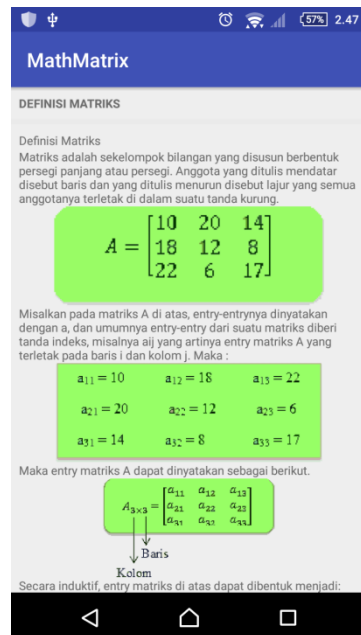 57% 2.47
MathMatrix
DEFINISI MATRIKS
Definisi Matriks
Matriks adalah sekelompok bilangan yang disusun berbentuk
persegi panjang atau persegi. Anggota yang ditulis mendatar
disebut baris dan yang ditulis menurun disebut lajur yang semua
anggotanya terletak di dalam suatu tanda kurung.
10 20 14
A = 18 12 8
22 6 17
Misalkan pada matriks A di atas, entry-entrynya dinyatakan
dengan a, dan umumnya entry-entry dari suatu matriks diberi
tanda indeks, misalnya aij yang artinya entry matriks A yang
terletak pada baris i dan kolom j. Maka :
a₁₁ = 10 a₁₂ = 18 a₁₃ = 22
a₂₁ = 20 a₂₂ = 12 a₂₃ = 6
a₃₁ = 14 a₃₂ = 8 a₃₃ = 17
Maka entry matriks A dapat dinyatakan sebagai berikut.
a₁₁ a₁₂ a₁₃
A₃ₓ₃ = a₂₁ a₂₂ a₂₃
a₃₁ a₃₂ a₃₃
Baris
Kolom
Secara induktif, entry matriks di atas dapat dibentuk menjadi: